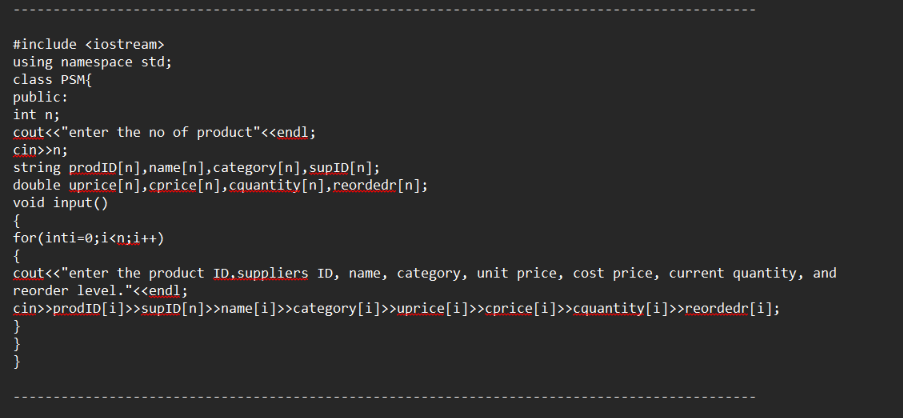 #include <iostream>
using namespace std;
class PSM{
public:
int n;
cout<<"enter the no of product"<<endl;
cin>>n;
string prodID[n],name[n],category[n],supID[n];
double uprice[n],cprice[n],cquantity[n],reordedr[n];
void input()
{
for(inti=0;i<n;i++)
{
cout<<"enter the product ID,suppliers ID, name, category, unit price, cost price, current quantity, and
reorder level."<<endl;
cin>>prodID[i]>>supID[n]>>name[i]>>category[i]>>uprice[i]>>cprice[i]>>cquantity[i]>>reordedr[i];
}
}
}